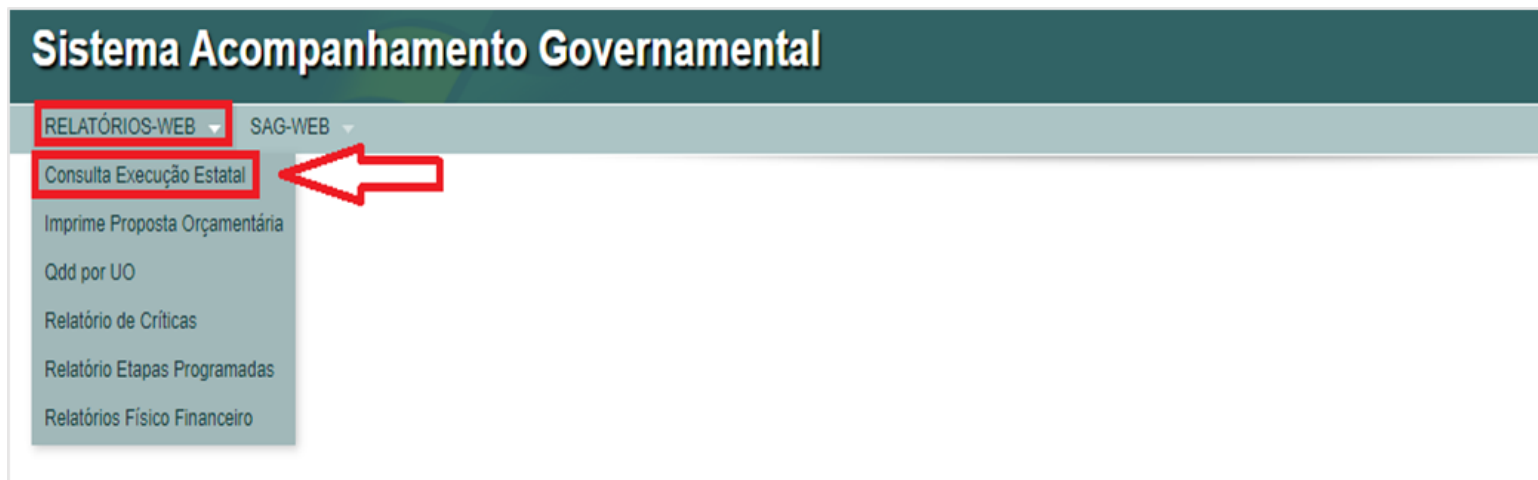 Sistema Acompanhamento Governamental
RELATÓRIOS-WEB SAG-WEB
Consulta Execução Estatal
Imprime Proposta Orçamentária
Qdd por UO
Relatório de Críticas
Relatório Etapas Programadas
Relatórios Físico Financeiro